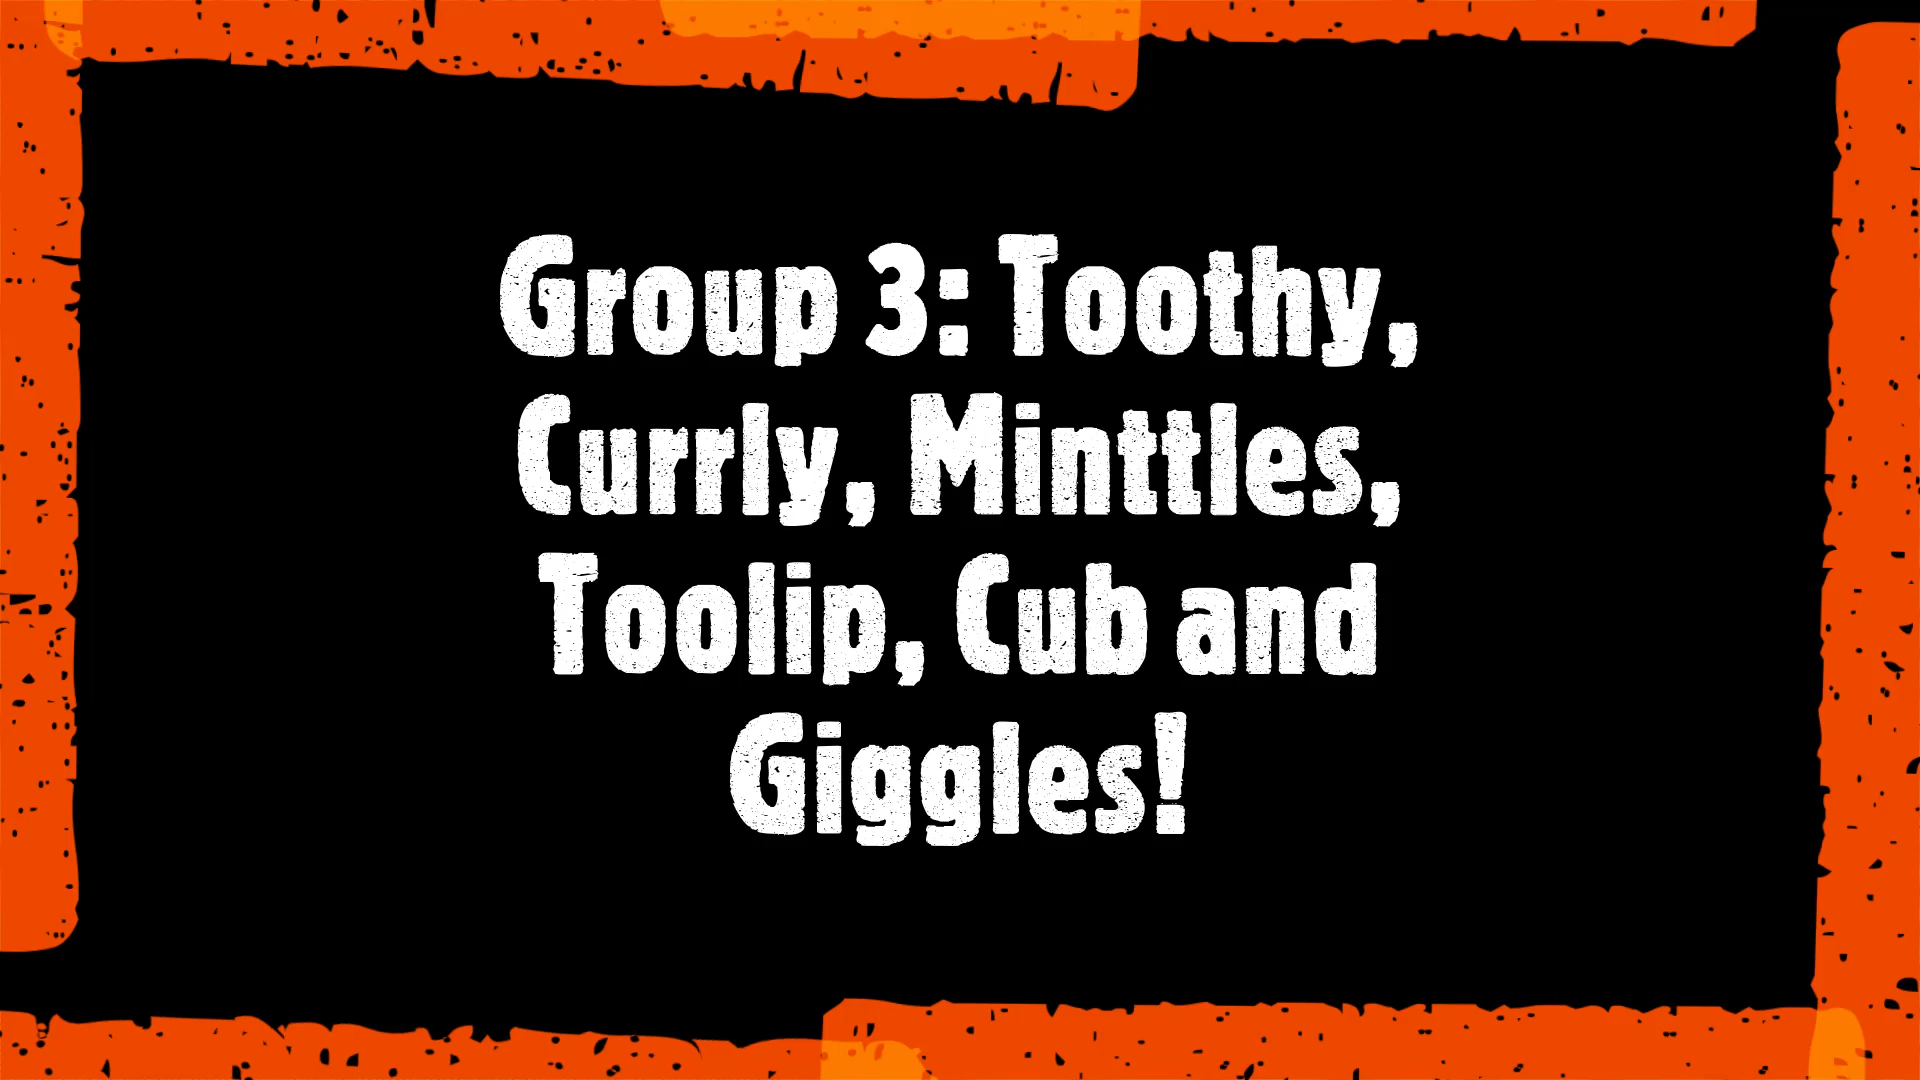 Group 3: Toothy,
Currly, Minttles,
Toolip, Cub and
Giggles!